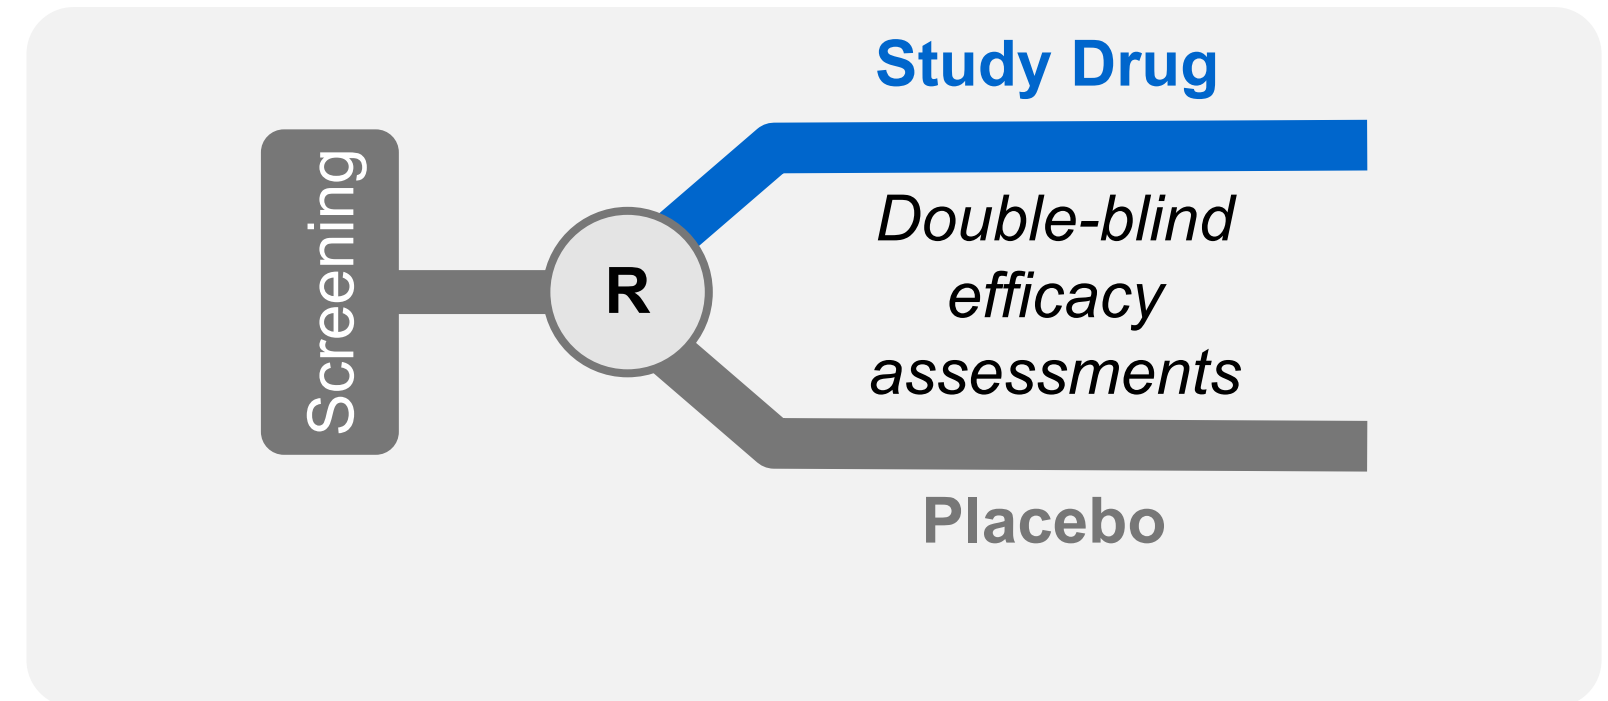 Study Drug
Screening
R
Double-blind
efficacy
assessments
Placebo